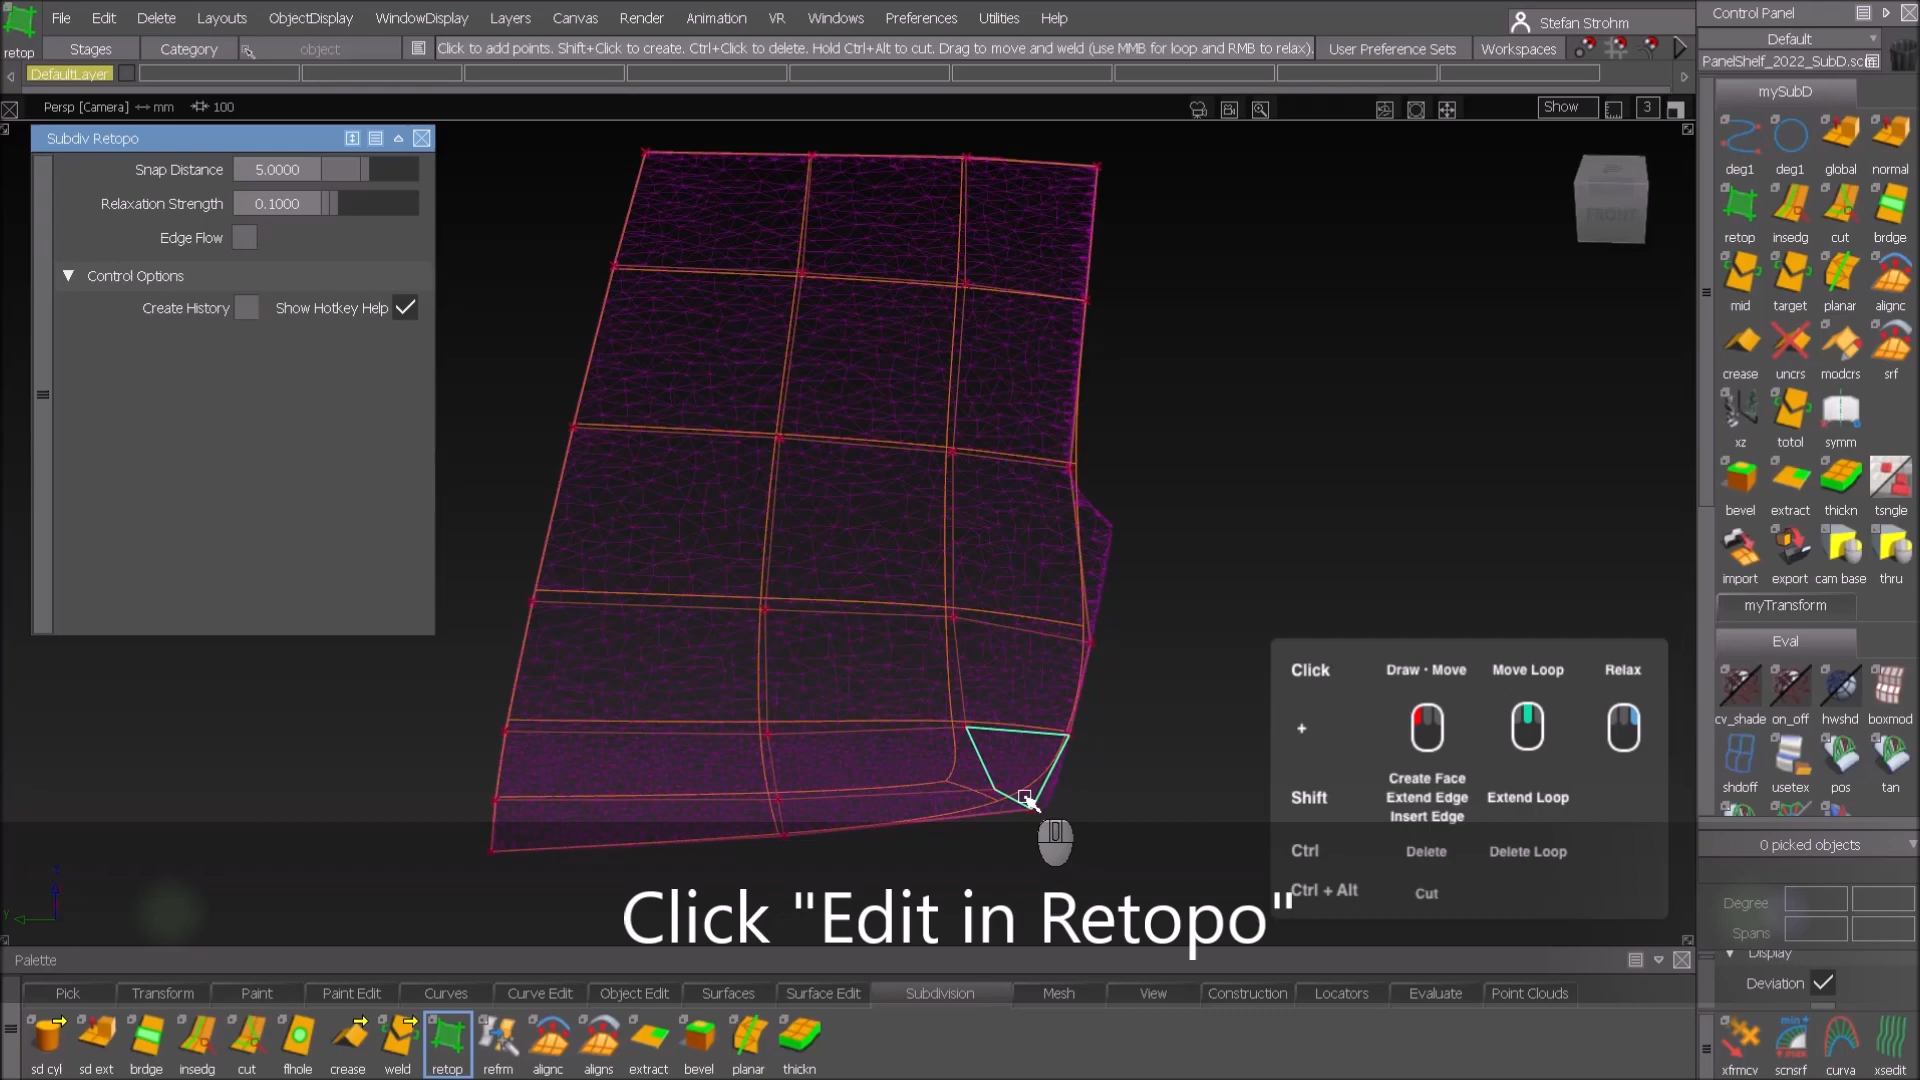 File Edit Delete Layouts ObjectDisplay WindowDisplay Layers Canvas Render Animation VR Windows Preferences Utilities Help
Stefan Strohm
Control Panel
retop
Stages Category object
Click to add points. Shift+Click to create. Ctrl+Click to delete. Hold Ctrl+Alt to cut. Drag to move and weld (use MMB for loop and RMB to relax).
User Preference Sets Workspaces
Default
PanelShelf_2022_SubD.sc
DefaultLayer
mySubD
Persp [Camera] mm 100
Show 3
Subdiv Retopo
Snap Distance 5.0000
Relaxation Strength 0.1000
Edge Flow
Control Options
Create History Show Hotkey Help
FRONT
deg1 deg1 global normal
retop insedg cut brdge
mid target planar alignc
crease uncrs modcrs srf
xz totol symm
bevel extract thickn tsngle
import export cam base thru
myTransform
Eval
cv_shade on_off hwshd boxmod
shdoff usetex pos tan
0 picked objects
Degree
Spans
Display
Deviation
Click Draw • Move Move Loop Relax
+
Shift Create Face Extend Edge Insert Edge Extend Loop
Ctrl Delete Delete Loop
Ctrl + Alt Cut
y
Click "Edit in Retopo"
Palette
Pick Transform Paint Paint Edit Curves Curve Edit Object Edit Surfaces Surface Edit Subdivision Mesh View Construction Locators Evaluate Point Clouds
sd cyl sd ext brdge insedg cut flhole crease weld retop refrm alignc aligns extract bevel planar thickn
xfrmcv scnsrf curva xsedit